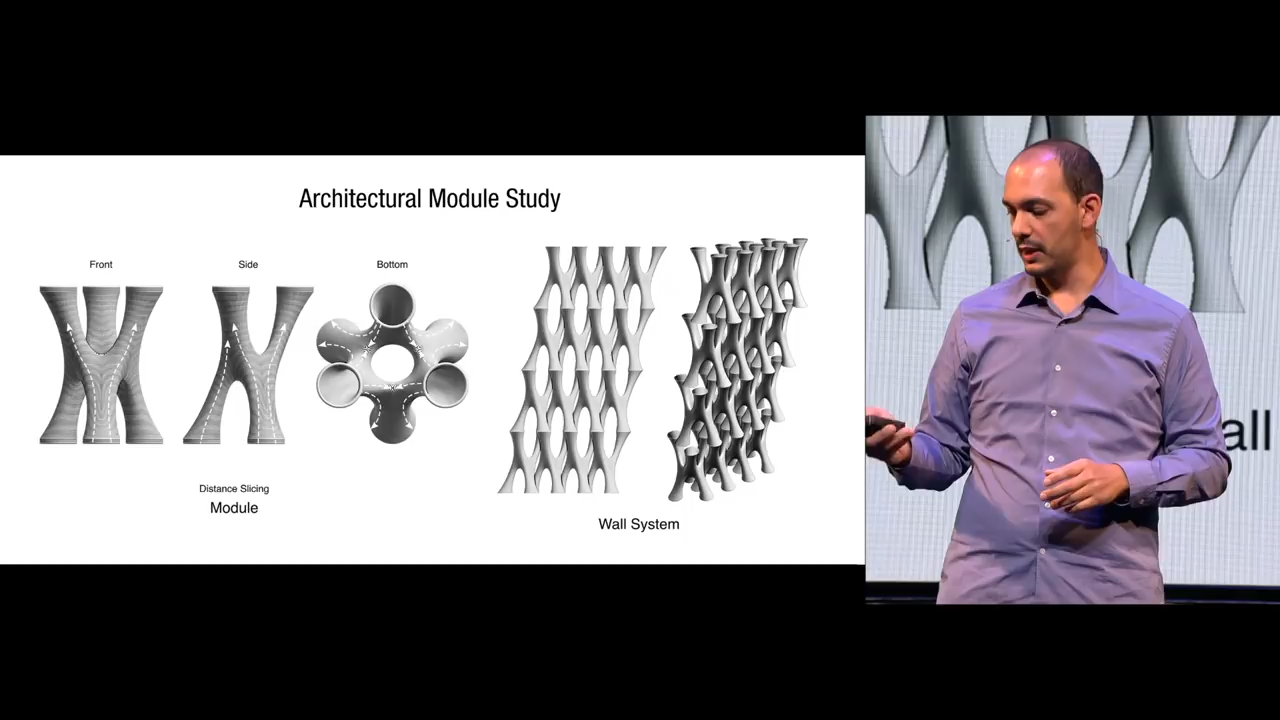 Architectural Module Study
Front
Side
Bottom
Distance Slicing
Module
Wall System
all